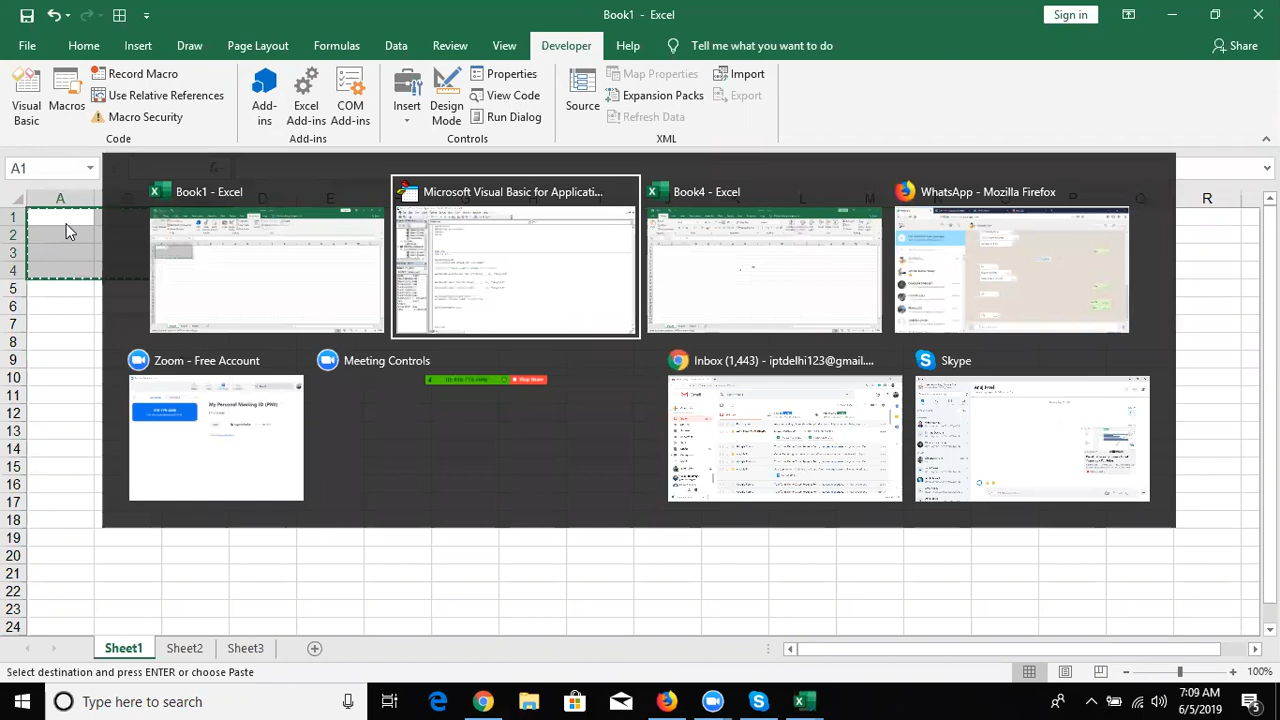 Book1 - Excel
Sign in
File Home Insert Draw Page Layout Formulas Data Review View Developer Help Tell me what you want to do Share
Visual Basic
Macros
Record Macro
Use Relative References
Macro Security
Code
Add-ins
Excel Add-ins
COM Add-ins
Add-ins
Insert
Design Mode
Properties
View Code
Run Dialog
Controls
Source
Map Properties
Expansion Packs
Refresh Data
Import
Export
XML
A1
A R
Book1 - Excel
Microsoft Visual Basic for Applicati...
Book4 - Excel
WhatsApp - Mozilla Firefox
Zoom - Free Account
Meeting Controls
Inbox (1,443) - iptdelhi123@gmail....
Skype
1
2
6
7
8
9
10
11
12
13
14
15
16
17
18
19
20
21
22
23
24
Sheet1 Sheet2 Sheet3
Select destination and press ENTER or choose Paste
100%
Type here to search
7:09 AM
6/5/2019
5